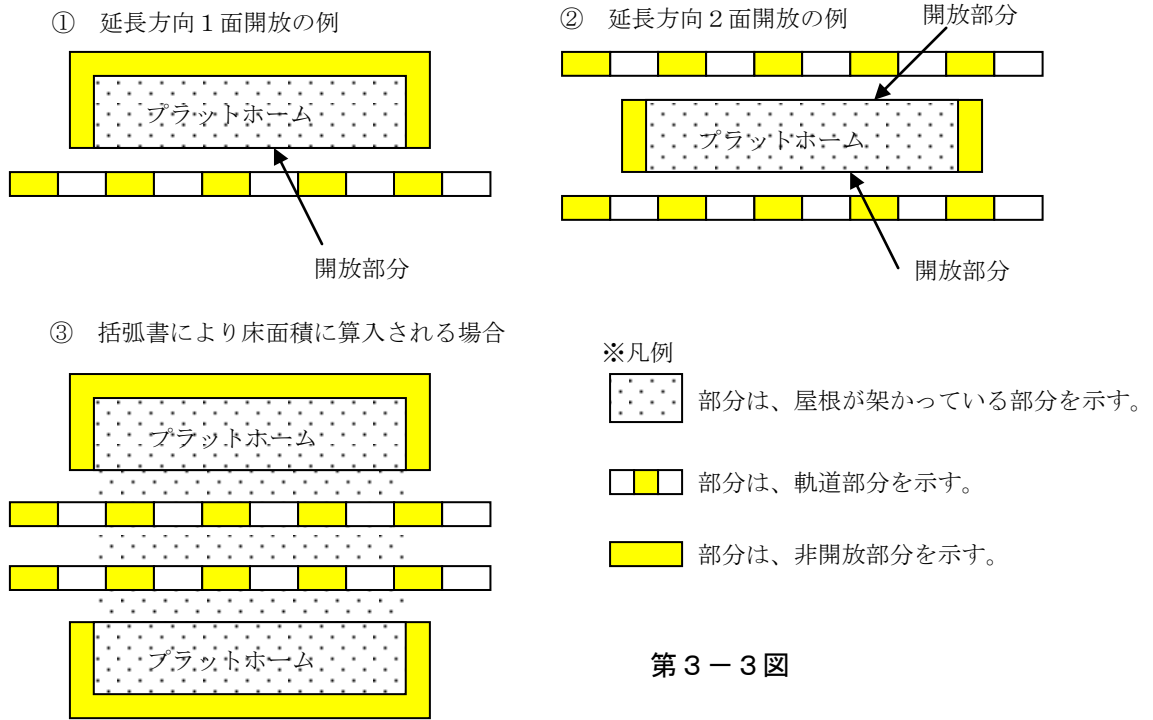 ① 延長方向１面開放の例
プラットホーム
開放部分
② 延長方向２面開放の例
開放部分
プラットホーム
開放部分
③ 括弧書により床面積に算入される場合
プラットホーム
プラットホーム
※凡例
部分は、屋根が架かっている部分を示す。
部分は、軌道部分を示す。
部分は、非開放部分を示す。
第３－３図